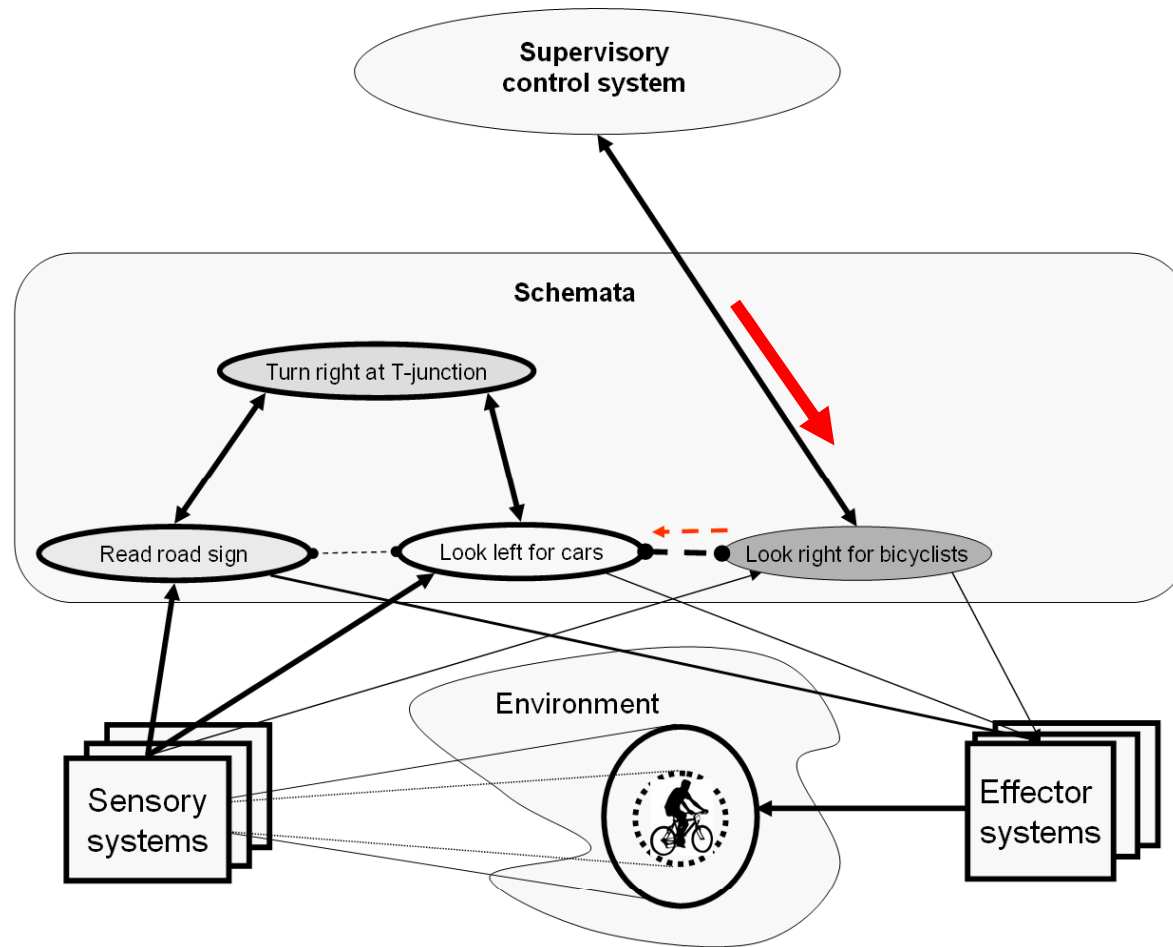 Supervisory
control system
Schemata
Turn right at T-junction
Read road sign
Look left for cars
Look right for bicyclists
Environment
Sensory
systems
Effector
systems